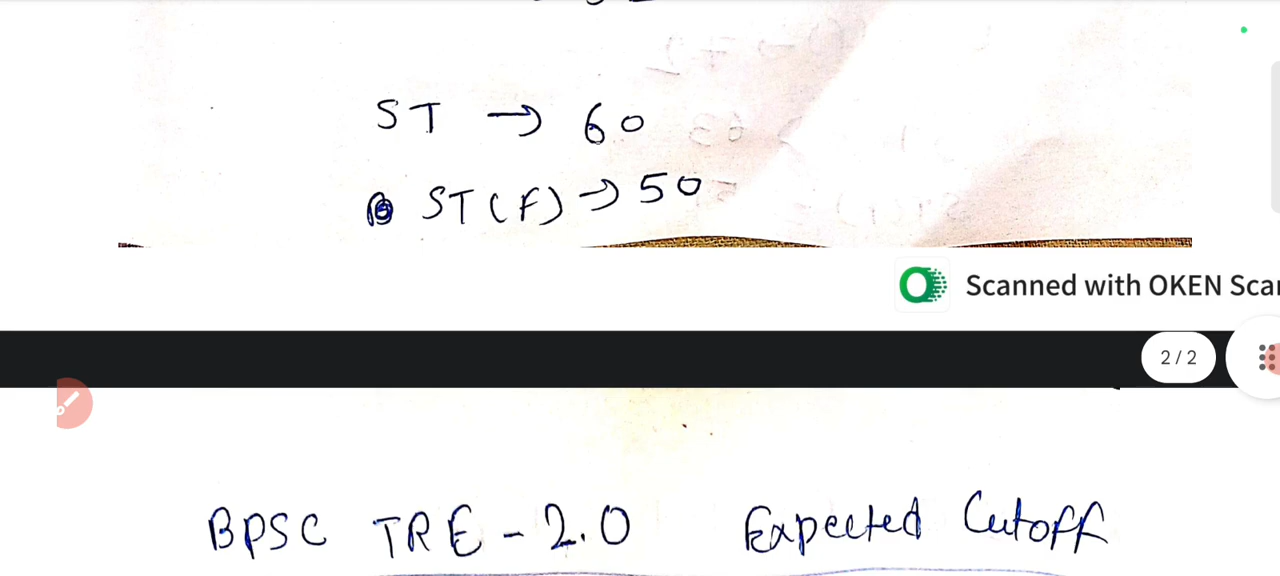 ST → 60
ST (F) → 50
Scanned with OKEN Scan
2 / 2
BPSC TRE - 2.0 Expected Cutoff